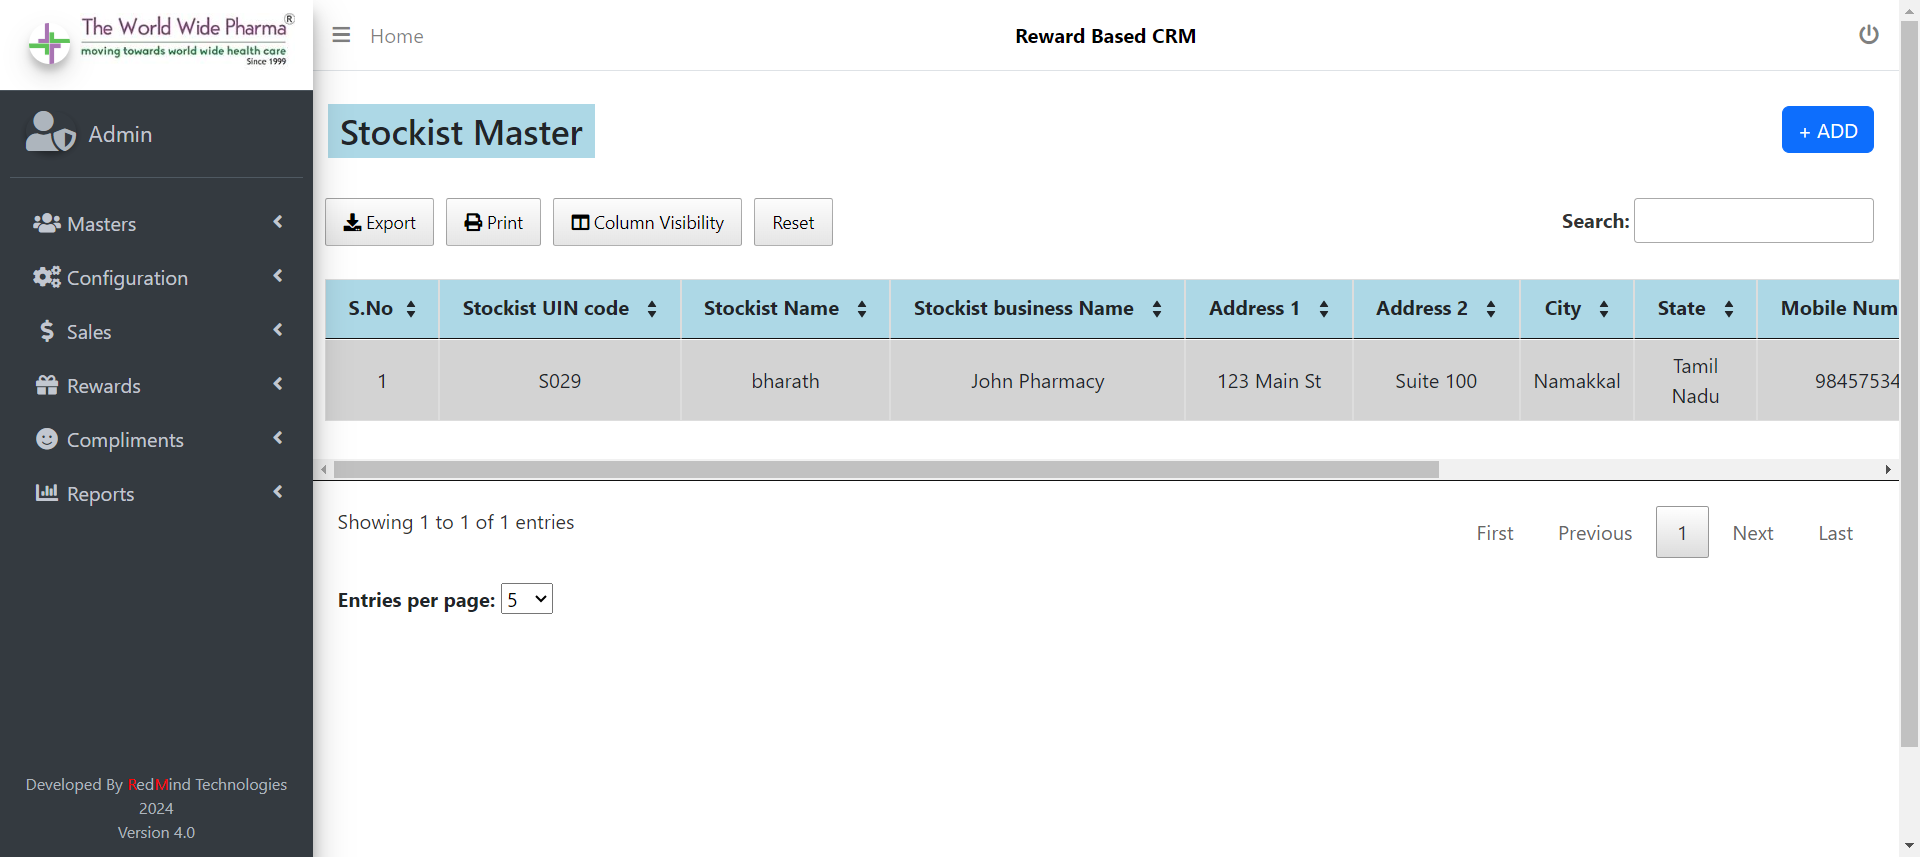 The World Wide Pharma®
moving towards world wide health care
Since 1999
Home
Reward Based CRM
Admin
Stockist Master
+ ADD
Masters
Configuration
Sales
Rewards
Compliments
Reports
Export
Print
Column Visibility
Reset
Search:
S.No Stockist UIN code Stockist Name Stockist business Name Address 1 Address 2 City State Mobile Num
1 S029 bharath John Pharmacy 123 Main St Suite 100 Namakkal Tamil Nadu 98457534
Showing 1 to 1 of 1 entries
First Previous 1 Next Last
Entries per page: 5
Developed By RedMind Technologies
2024
Version 4.0